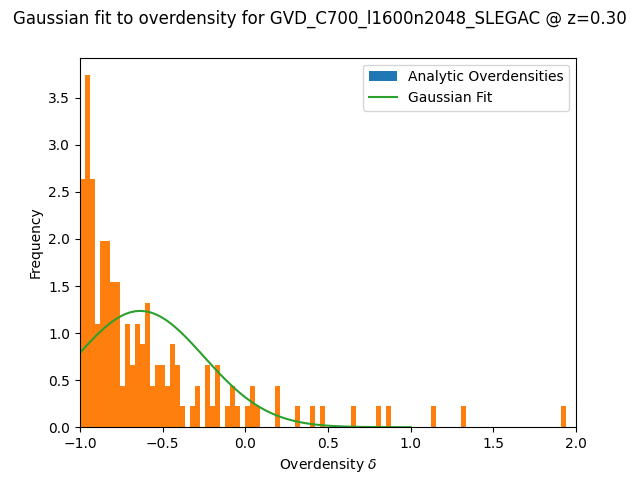 Gaussian fit to overdensity for GVD_C700_l1600n2048_SLEGAC @ z=0.30
Analytic Overdensities
Gaussian Fit
Frequency
3.5
3.0
2.5
2.0
1.5
1.0
0.5
0.0
−1.0 −0.5 0.0 0.5 1.0 1.5 2.0
Overdensity δ